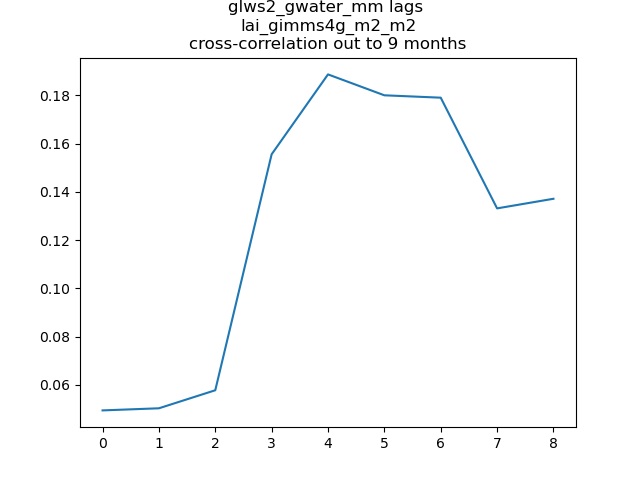 glws2_gwater_mm lags
lai_gimms4g_m2_m2
cross-correlation out to 9 months
0.18
0.16
0.14
0.12
0.10
0.08
0.06
0 1 2 3 4 5 6 7 8